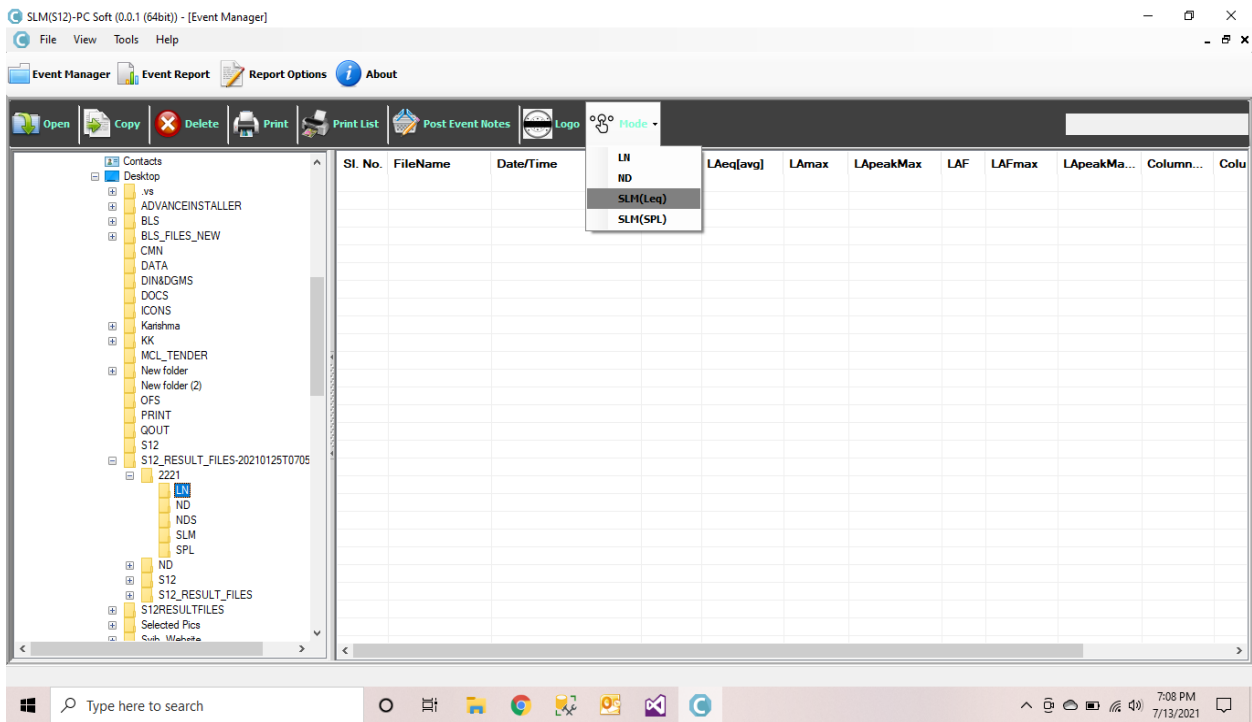 SLM(S12)-PC Soft (0.0.1 (64bit)) - [Event Manager]
File View Tools Help
Event Manager Event Report Report Options About
Open Copy Delete Print Print List Post Event Notes Logo Mode
LN
ND
SLM(Leq)
SLM(SPL)
Sl. No. FileName Date/Time LAeq[avg] LAmax LApeakMax LAF LAFmax LApeakMa... Column... Colu
Contacts
Desktop
.vs
ADVANCEINSTALLER
BLS
BLS_FILES_NEW
CMN
DATA
DIN&DGMS
DOCS
ICONS
Karishma
KK
MCL_TENDER
New folder
New folder (2)
OFS
PRINT
QOUT
S12
S12_RESULT_FILES-20210125T0705
2221
LN
ND
NDS
SLM
SPL
ND
S12
S12_RESULT_FILES
S12RESULTFILES
Selected Pics
Type here to search
7:08 PM
7/13/2021